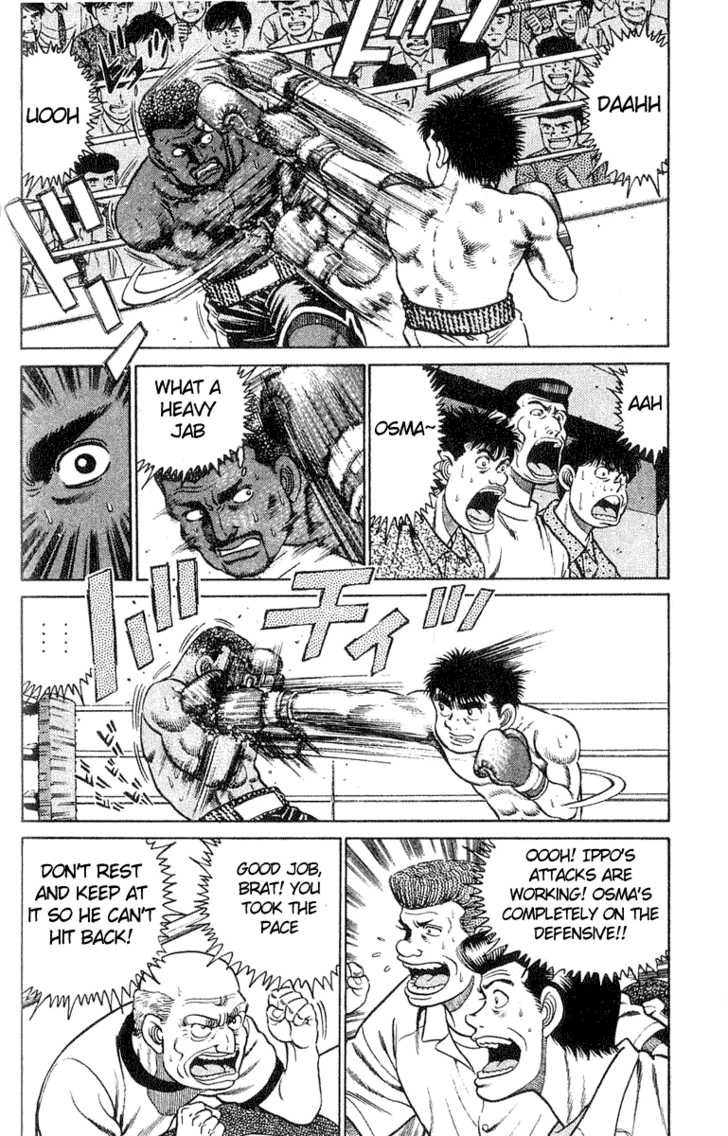 DAAHH
UOOH
AAH
OSMA~
WHAT A
HEAVY
JAB
OOOH! IPPO'S
ATTACKS ARE
WORKING! OSMA'S
COMPLETELY ON THE
DEFENSIVE!!
GOOD JOB,
BRAT! YOU
TOOK THE
PACE
DON'T REST
AND KEEP AT
IT SO HE CAN'T
HIT BACK!